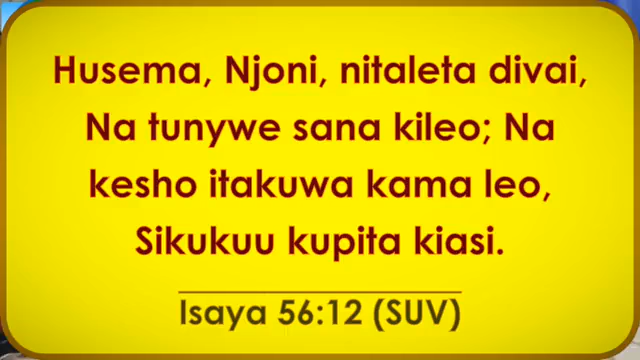 Husema, Njoni, nitaleta divai,
Na tunywe sana kileo; Na
kesho itakuwa kama leo,
Sikukuu kupita kiasi.
Isaya 56:12 (SUV)